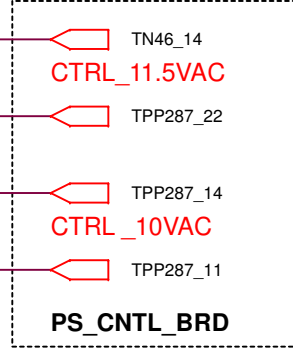 TN46_14
CTRL_11.5VAC
TPP287_22
TPP287_14
CTRL _10VAC
TPP287_11
PS_CNTL_BRD